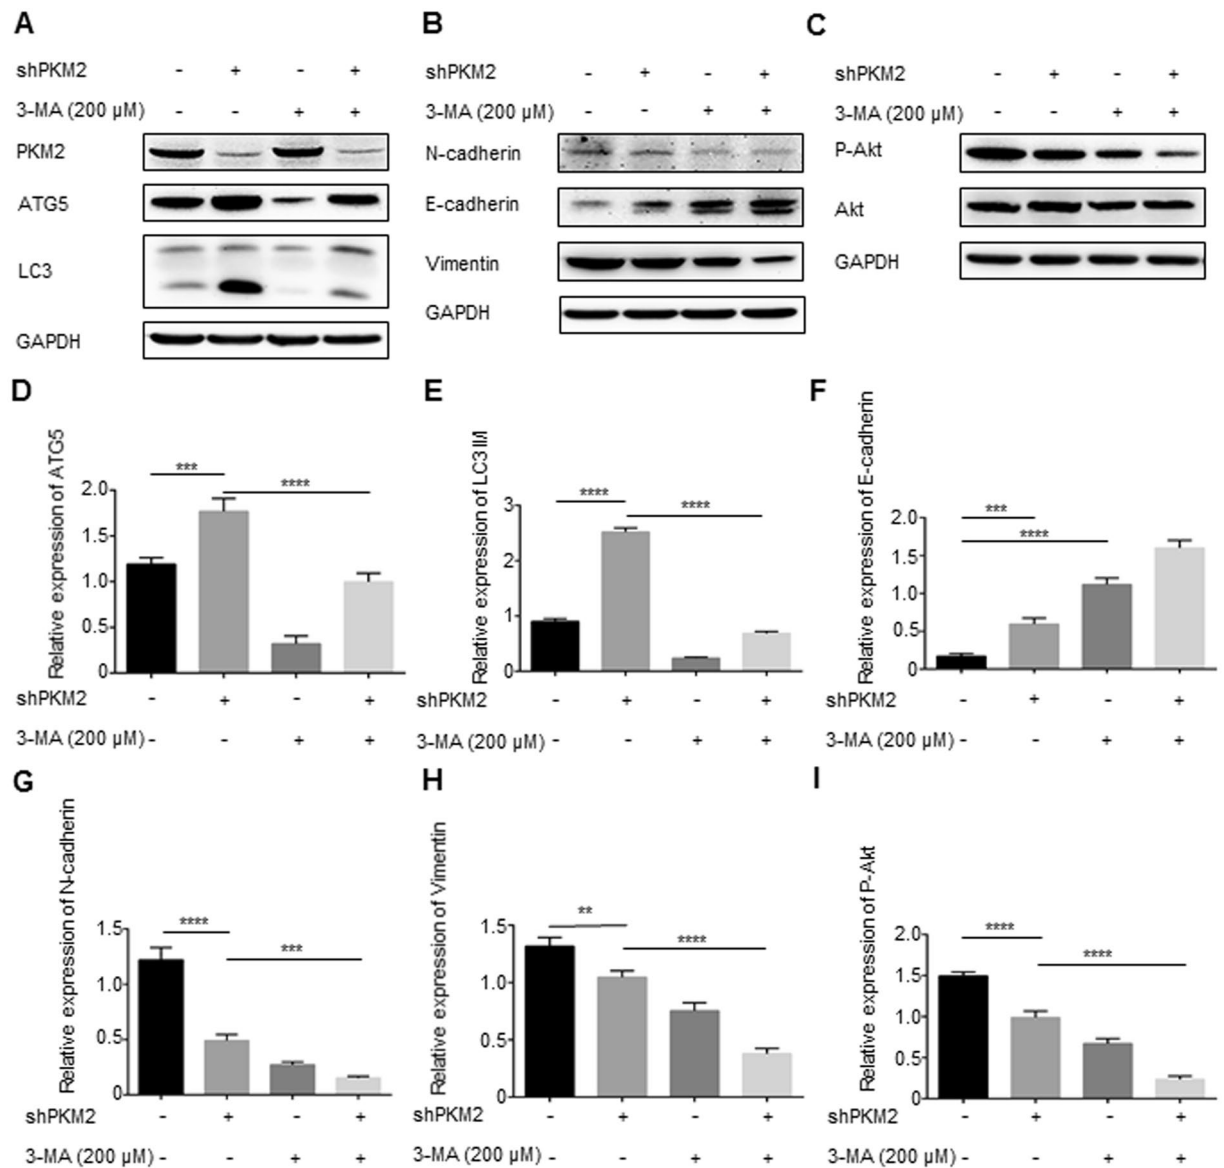 A
shPKM2 - + - +
3-MA (200 µM) - - + +
PKM2
ATG5
LC3
GAPDH
B
shPKM2 - + - +
3-MA (200 µM) - - + +
N-cadherin
E-cadherin
Vimentin
GAPDH
C
shPKM2 - + - +
3-MA (200 µM) - - + +
P-Akt
Akt
GAPDH
D
Relative expression of ATG5
2.0
1.5
1.0
0.5
0
***
****
shPKM2 - + - +
3-MA (200 µM) - - + +
E
Relative expression of LC3 II/I
3
2
1
0
****
****
shPKM2 - + - +
3-MA (200 µM) - - + +
F
Relative expression of E-cadherin
2.0
1.5
1.0
0.5
0
***
****
shPKM2 - + - +
3-MA (200 µM) - - + +
G
Relative expression of N-cadherin
1.5
1.0
0.5
0
****
***
shPKM2 - + - +
3-MA (200 µM) - - + +
H
Relative expression of Vimentin
1.5
1.0
0.5
0
**
****
shPKM2 - + - +
3-MA (200 µM) - - + +
I
Relative expression of P-Akt
2.0
1.5
1.0
0.5
0
****
****
shPKM2 - + - +
3-MA (200 µM) - - + +